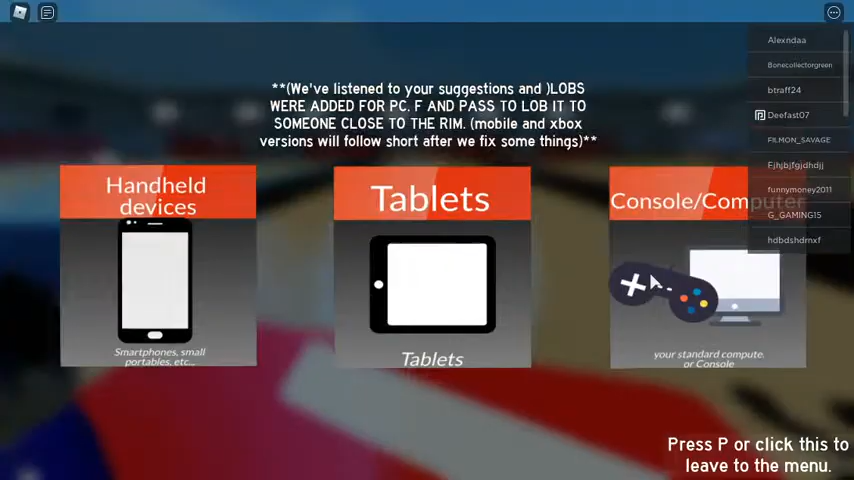 **(We've listened to your suggestions and )LOBS
WERE ADDED FOR PC, F AND PASS TO LOB IT TO
SOMEONE CLOSE TO THE RIM. (mobile and xbox
versions will follow short after we fix some things)**
Alexndaa
Bonecollectorgreen
btraff24
Deefast07
FILMON_SAVAGE
Fjhjbjfgjdhdjj
funnymoney2011
G_GAMING15
hdbdshdrnxf
Handheld
devices
Smartphones, small
portables, etc...
Tablets
Tablets
Console/Computer
your standard compute.
or Console
Press P or click this to
leave to the menu.